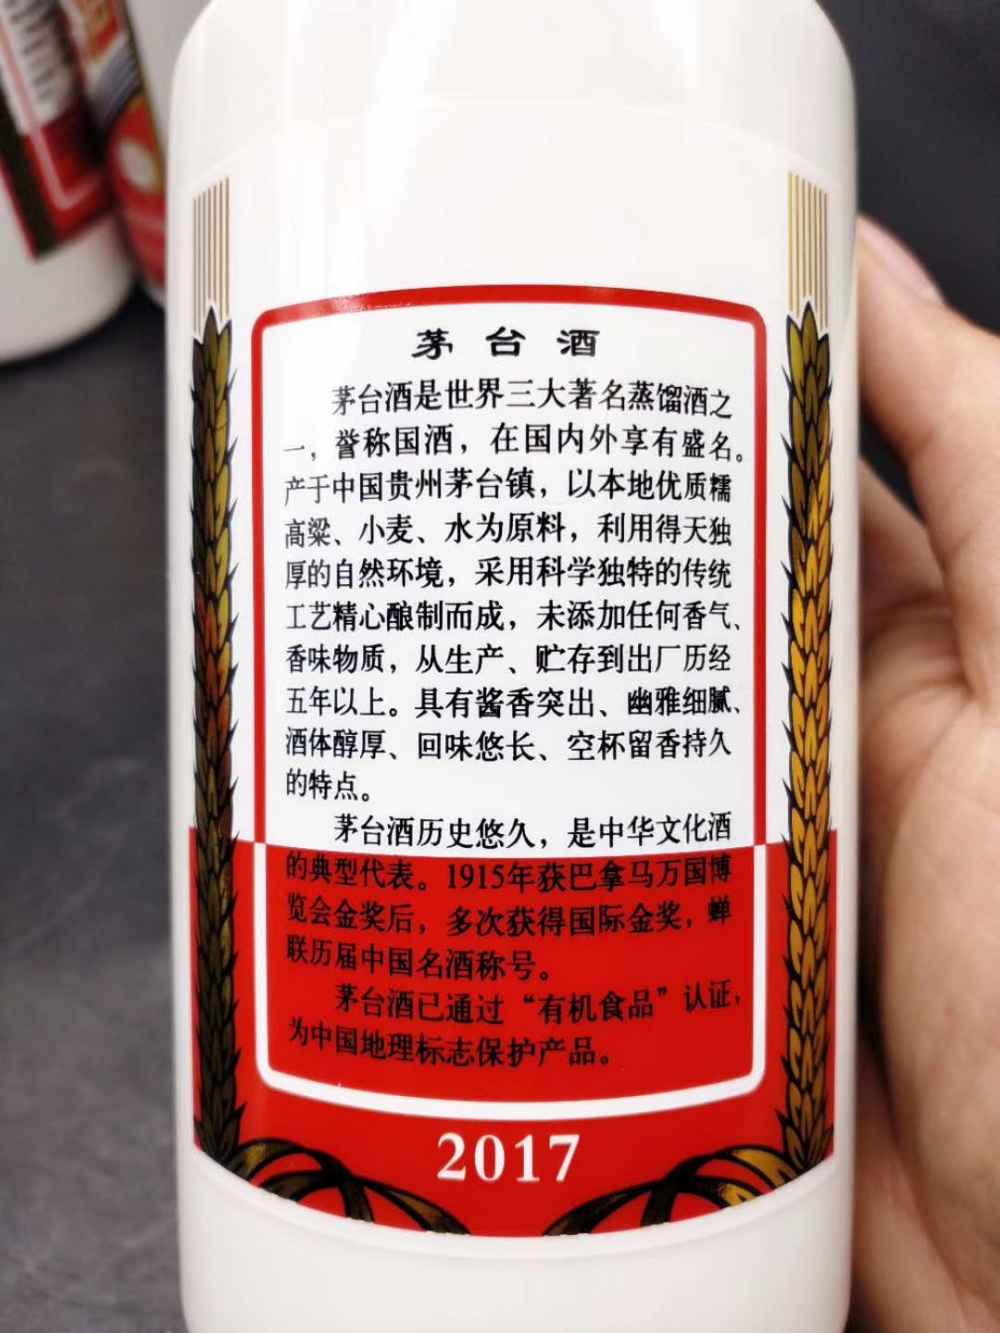 茅台酒
茅台酒是世界三大著名蒸馏酒之
一，誉称国酒，在国内外享有盛名。
产于中国贵州茅台镇，以本地优质糯
高粱、小麦、水为原料，利用得天独
厚的自然环境，采用科学独特的传统
工艺精心酿制而成，未添加任何香气、
香味物质，从生产、贮存到出厂历经
五年以上。具有酱香突出、幽雅细腻、
酒体醇厚、回味悠长、空杯留香持久
的特点。
茅台酒历史悠久，是中华文化酒
的典型代表。1915年获巴拿马万国博
览会金奖后，多次获得国际金奖，蝉
联历届中国名酒称号。
茅台酒已通过“有机食品”认证，
为中国地理标志保护产品。
2017